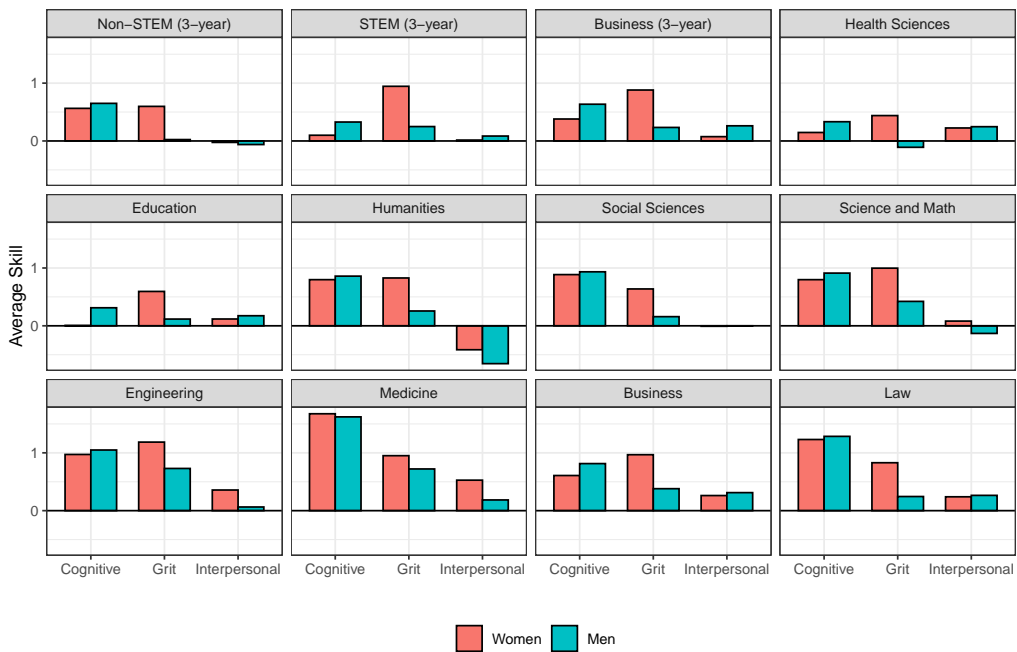 Non−STEM (3−year)
STEM (3−year)
Business (3−year)
Health Sciences
1
0
Education
Humanities
Social Sciences
Science and Math
1
0
Average Skill
Engineering
Medicine
Business
Law
1
0
Cognitive Grit Interpersonal
Cognitive Grit Interpersonal
Cognitive Grit Interpersonal
Cognitive Grit Interpersonal
Women Men